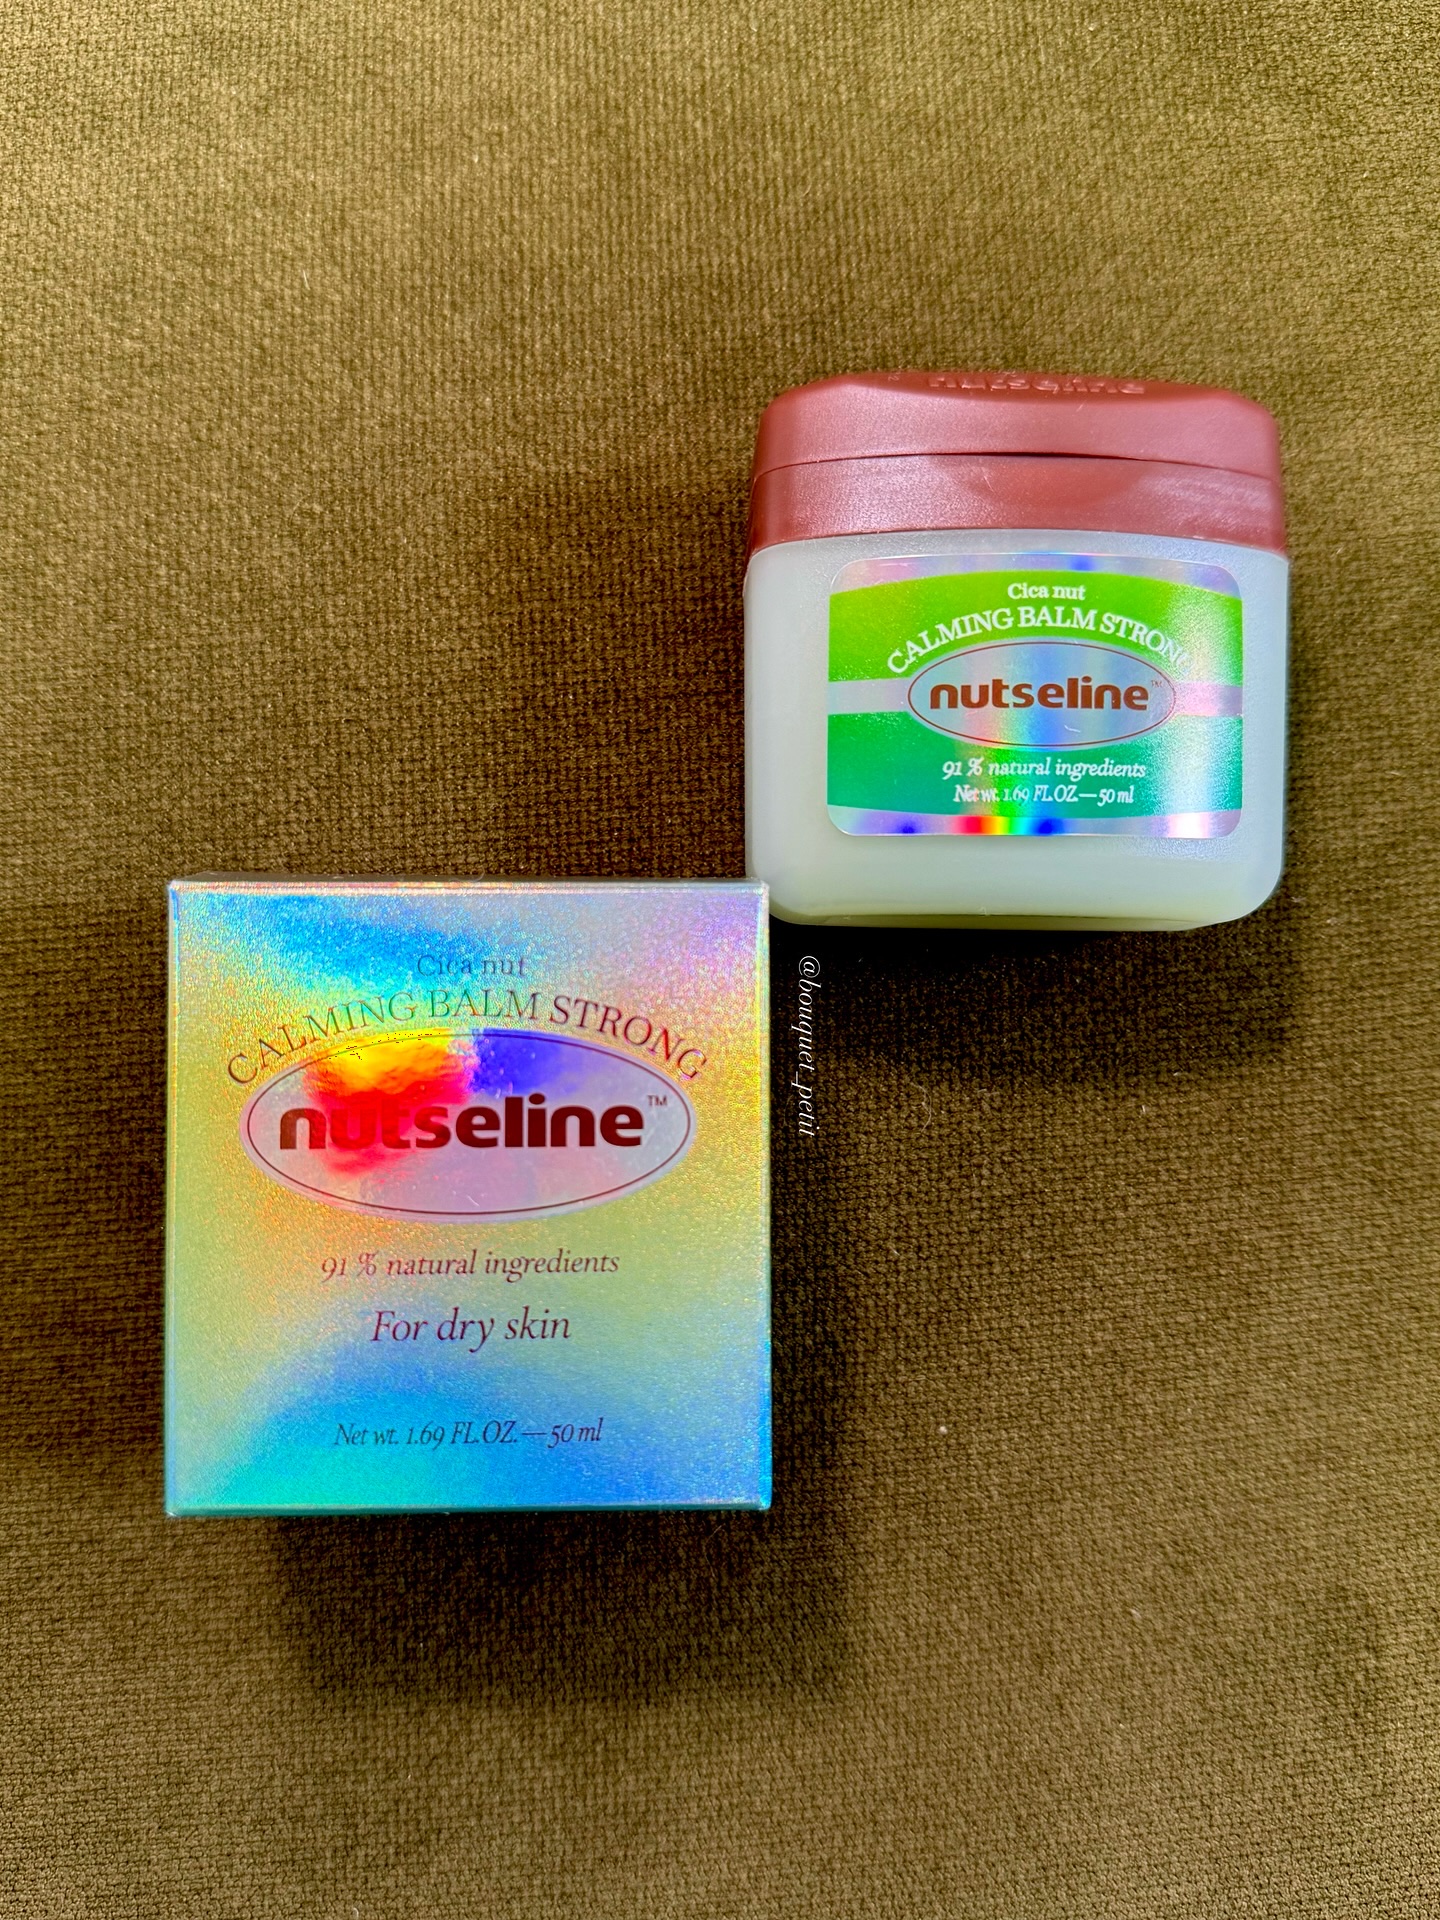 nutseline
Cica nut
CALMING BALM STRONG
nutseline™
91 % natural ingredients
Net wt. 1.69 FL.OZ.—50 ml
@bouquet_petit
Cica nut
CALMING BALM STRONG
nutseline™
91 % natural ingredients
For dry skin
Net wt. 1.69 FL.OZ.—50 ml